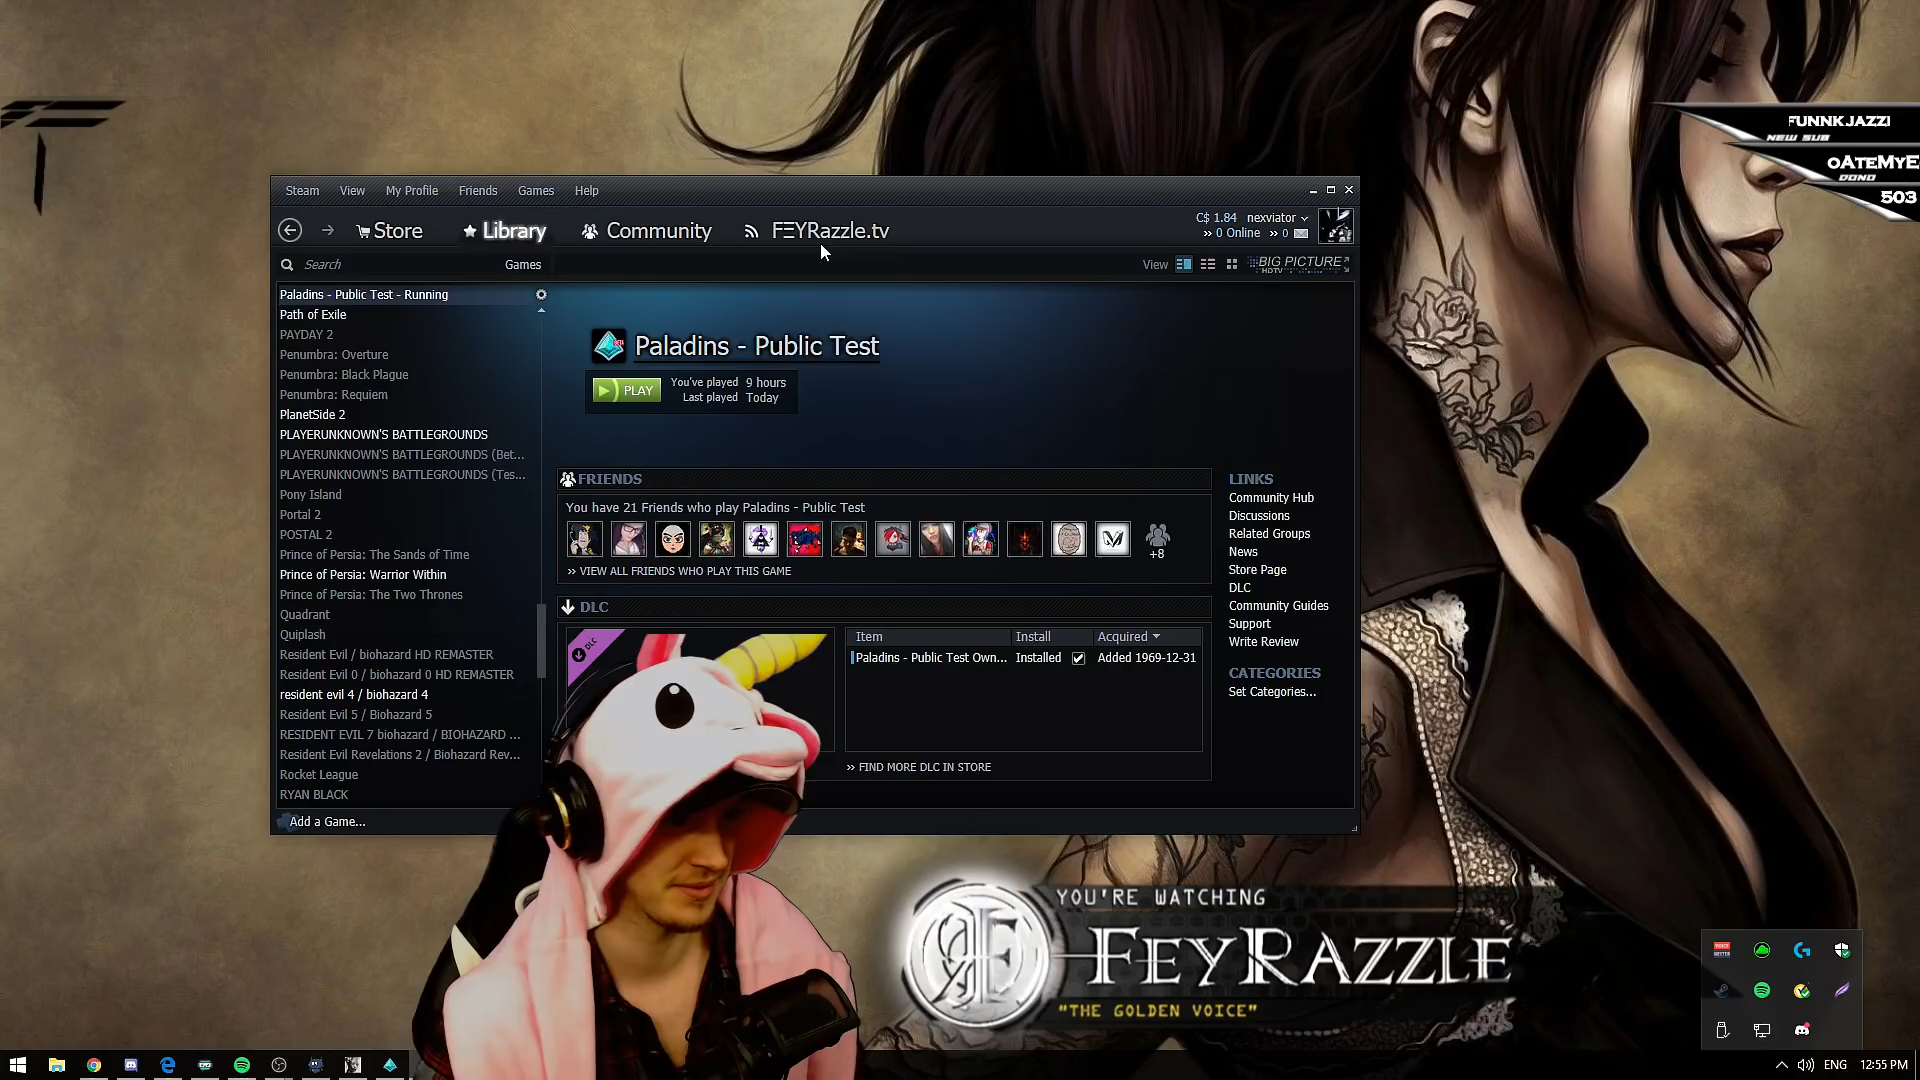 FUNNKJAZZI
NEW SUB
OATEMYE
DONO
503
Steam View My Profile Friends Games Help
Store Library Community FEYRazzle.tv
C$ 1.84 nexviator
» 0 Online » 0
Search Games
View BIG PICTURE
HDTV
Paladins - Public Test - Running
Path of Exile
PAYDAY 2
Penumbra: Overture
Penumbra: Black Plague
Penumbra: Requiem
PlanetSide 2
PLAYERUNKNOWN'S BATTLEGROUNDS
PLAYERUNKNOWN'S BATTLEGROUNDS (Bet...
PLAYERUNKNOWN'S BATTLEGROUNDS (Tes...
Pony Island
Portal 2
POSTAL 2
Prince of Persia: The Sands of Time
Prince of Persia: Warrior Within
Prince of Persia: The Two Thrones
Quadrant
Quiplash
Resident Evil / biohazard HD REMASTER
Resident Evil 0 / biohazard 0 HD REMASTER
resident evil 4 / biohazard 4
Resident Evil 5 / Biohazard 5
RESIDENT EVIL 7 biohazard / BIOHAZARD ...
Resident Evil Revelations 2 / Biohazard Rev...
Rocket League
RYAN BLACK
Add a Game...
Paladins - Public Test
PLAY
You've played 9 hours
Last played Today
FRIENDS
You have 21 Friends who play Paladins - Public Test
+8
» VIEW ALL FRIENDS WHO PLAY THIS GAME
DLC
DLC
Item Install Acquired
Paladins - Public Test Own... Installed Added 1969-12-31
» FIND MORE DLC IN STORE
LINKS
Community Hub
Discussions
Related Groups
News
Store Page
DLC
Community Guides
Support
Write Review
CATEGORIES
Set Categories...
YOU'RE WATCHING
FEYRAZZLE
"THE GOLDEN VOICE"
ENG 12:55 PM